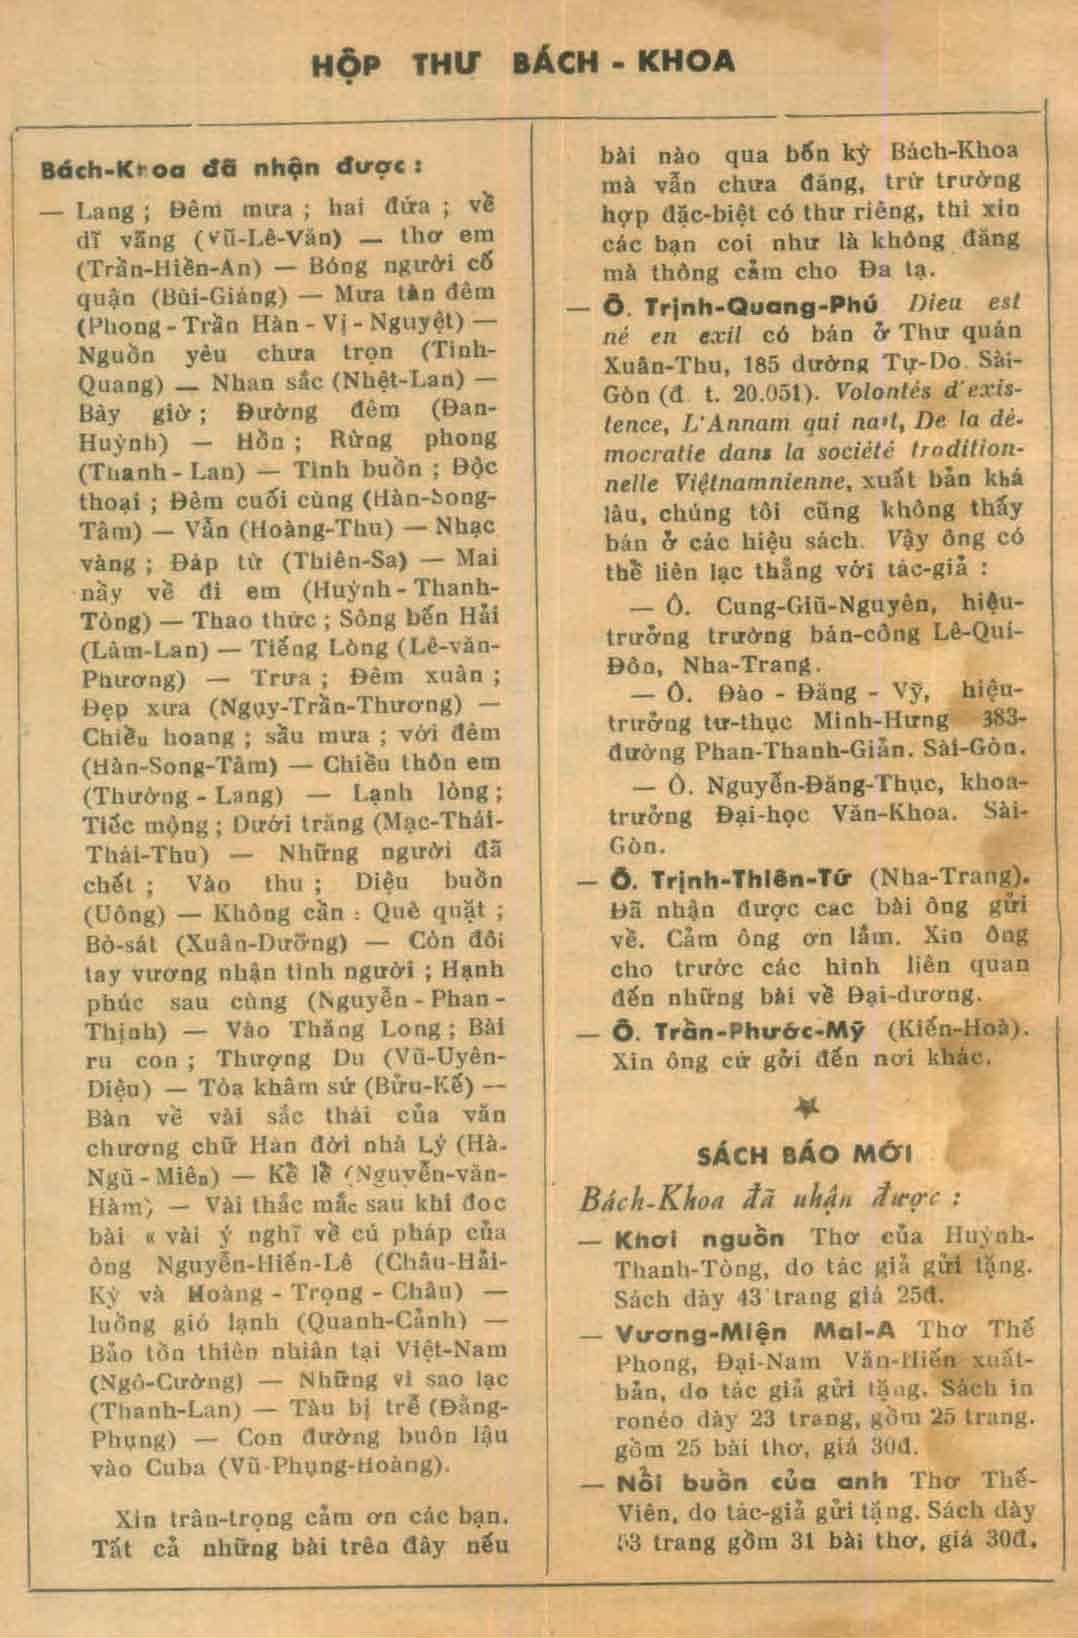 HỘP THƯ BÁCH - KHOA
Bách-Khoa đã nhận được :
— Lang ; Đêm mưa ; hai đứa ; về
dĩ vãng (Vũ-Lê-Văn) — thơ em
(Trần-Hiền-An) — Bóng người cố
quận (Bùi-Giáng) — Mưa tàn đêm
(Phong - Trần Hàn - Vị - Nguyệt) —
Nguồn yêu chưa trọn (Tinh-
Quang) — Nhan sắc (Nhệt-Lan) —
Bây giờ ; Đường đêm (Đan-
Huỳnh) — Hồn ; Rừng phong
(Thanh - Lan) — Tình buồn ; Độc
thoại ; Đêm cuối cùng (Hàn-Song-
Tâm) — Vẫn (Hoàng-Thu) — Nhạc
vàng ; Đáp từ (Thiên-Sa) — Mai
nầy về đi em (Huỳnh - Thanh-
Tòng) — Thao thức ; Sông bến Hải
(Lâm-Lan) — Tiếng Lòng (Lê-văn-
Phương) — Trưa ; Đêm xuân ;
Đẹp xưa (Ngụy-Trần-Thương) —
Chiều hoang ; sầu mưa ; với đêm
(Hàn-Song-Tâm) — Chiều thôn em
(Thường - Lang) — Lạnh lòng ;
Tiếc mộng ; Dưới trăng (Mạc-Thái-
Thái-Thu) — Những người đã
chết ; Vào thu ; Diệu buồn
(Uông) — Không cần : Què quặt ;
Bò-sát (Xuân-Dưỡng) — Còn đôi
tay vương nhận tình người ; Hạnh
phúc sau cùng (Nguyễn - Phan -
Thịnh) — Vào Thăng Long ; Bài
ru con ; Thượng Du (Vũ-Uyên-
Diệu) — Tòa khâm sứ (Bửu-Kế) —
Bàn về vài sắc thái của văn
chương chữ Hán đời nhà Lý (Hà-
Ngũ - Miên) — Kể lể (Nguyễn-văn-
Hàm) — Vài thắc mắc sau khi đọc
bài « vài ý nghĩ về cú pháp của
ông Nguyễn-Hiến-Lê (Châu-Hải-
Kỳ và Hoàng - Trọng - Châu) —
luồng gió lạnh (Quanh-Cảnh) —
Bảo tồn thiên nhiên tại Việt-Nam
(Ngô-Cường) — Những vì sao lạc
(Thanh-Lan) — Tàu bị trễ (Đằng-
Phụng) — Con đường buôn lậu
vào Cuba (Vũ-Phụng-Hoàng).
Xin trân-trọng cảm ơn các bạn.
Tất cả những bài trên đây nếu
bài nào qua bốn kỳ Bách-Khoa
mà vẫn chưa đăng, trừ trường
hợp đặc-biệt có thư riêng, thì xin
các bạn coi như là không đăng
mà thông cảm cho Đa tạ.
— Ô. Trịnh-Quang-Phú Dieu est
né en exil có bán ở Thư quán
Xuân-Thu, 185 đường Tự-Do. Sài-
Gòn (đ. t. 20.051). Volontés d'exis-
tence, L'Annam qui nait, De la dé-
mocratie dans la société tradition-
nelle Việtnamnienne, xuất bản khá
lâu, chúng tôi cũng không thấy
bán ở các hiệu sách. Vậy ông có
thể liên lạc thẳng với tác-giả :
— Ô. Cung-Giũ-Nguyên, hiệu-
trưởng trường bán-công Lê-Quí-
Đôn, Nha-Trang.
— Ô. Đào - Đăng - Vỹ, hiệu-
trưởng tư-thục Minh-Hưng 383-
đường Phan-Thanh-Giản. Sài-Gòn.
— Ô. Nguyễn-Đăng-Thục, khoa-
trưởng Đại-học Văn-Khoa. Sài-
Gòn.
— Ô. Trịnh-Thiên-Tứ (Nha-Trang).
Đã nhận được các bài ông gửi
về. Cảm ông ơn lắm. Xin ông
cho trước các hình liên quan
đến những bài về Đại-dương.
— Ô. Trần-Phước-Mỹ (Kiến-Hoà).
Xin ông cứ gởi đến nơi khác.
SÁCH BÁO MỚI
Bách-Khoa đã nhận được :
— Khơi nguồn Thơ của Huỳnh-
Thanh-Tòng, do tác giả gửi tặng.
Sách dày 43 trang giá 25đ.
— Vương-Miện Mai-A Thơ Thế
Phong, Đại-Nam Văn-Hiến xuất-
bản, do tác giả gửi tặng. Sách in
ronéo dày 23 trang, gồm 25 trang.
gồm 25 bài thơ, giá 30đ.
— Nỗi buồn của anh Thơ Thế-
Viên, do tác-giả gửi tặng. Sách dày
53 trang gồm 31 bài thơ, giá 30đ.